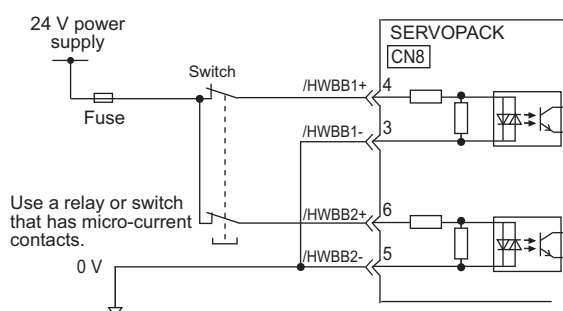 24 V power
supply
SERVOPACK
CN8
Switch
Fuse
/HWBB1+
4
/HWBB1-
3
Use a relay or switch
that has micro-current
contacts.
/HWBB2+
6
/HWBB2-
5
0 V